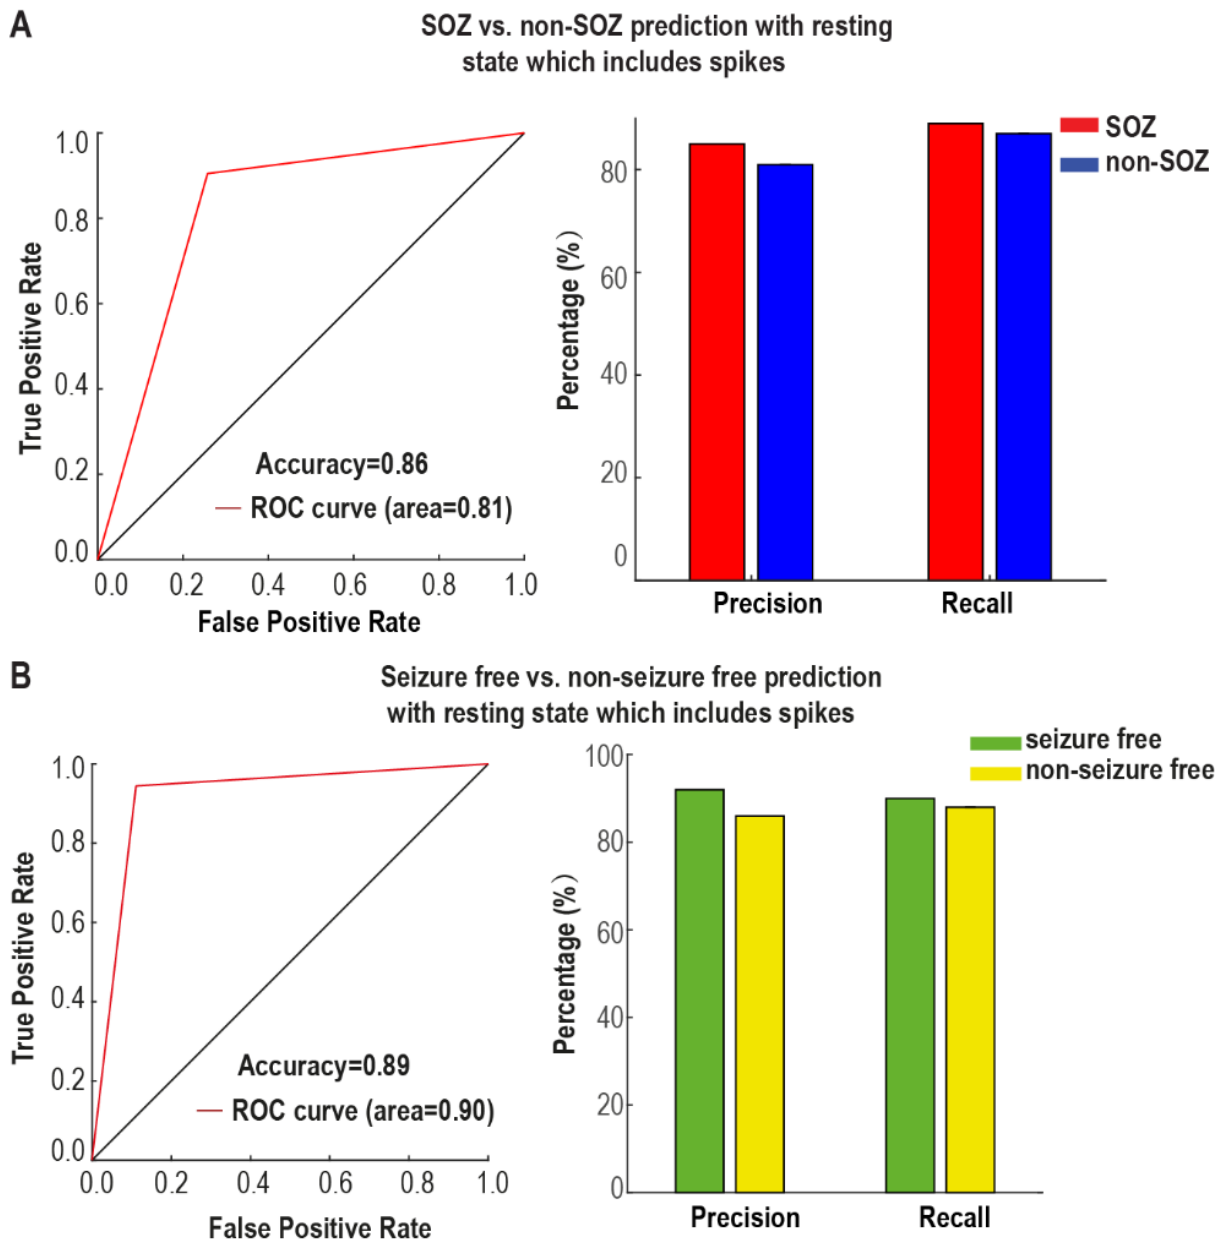 A
SOZ vs. non-SOZ prediction with resting
state which includes spikes
1.0
0.8
0.6
0.4
0.2
0.0
True Positive Rate
Accuracy=0.86
ROC curve (area=0.81)
0.0 0.2 0.4 0.6 0.8 1.0
False Positive Rate
SOZ
non-SOZ
80
60
40
20
0
Percentage (%)
Precision Recall
B
Seizure free vs. non-seizure free prediction
with resting state which includes spikes
1.0
0.8
0.6
0.4
0.2
0.0
True Positive Rate
Accuracy=0.89
ROC curve (area=0.90)
0.0 0.2 0.4 0.6 0.8 1.0
False Positive Rate
seizure free
non-seizure free
100
80
60
40
20
0
Percentage (%)
Precision Recall